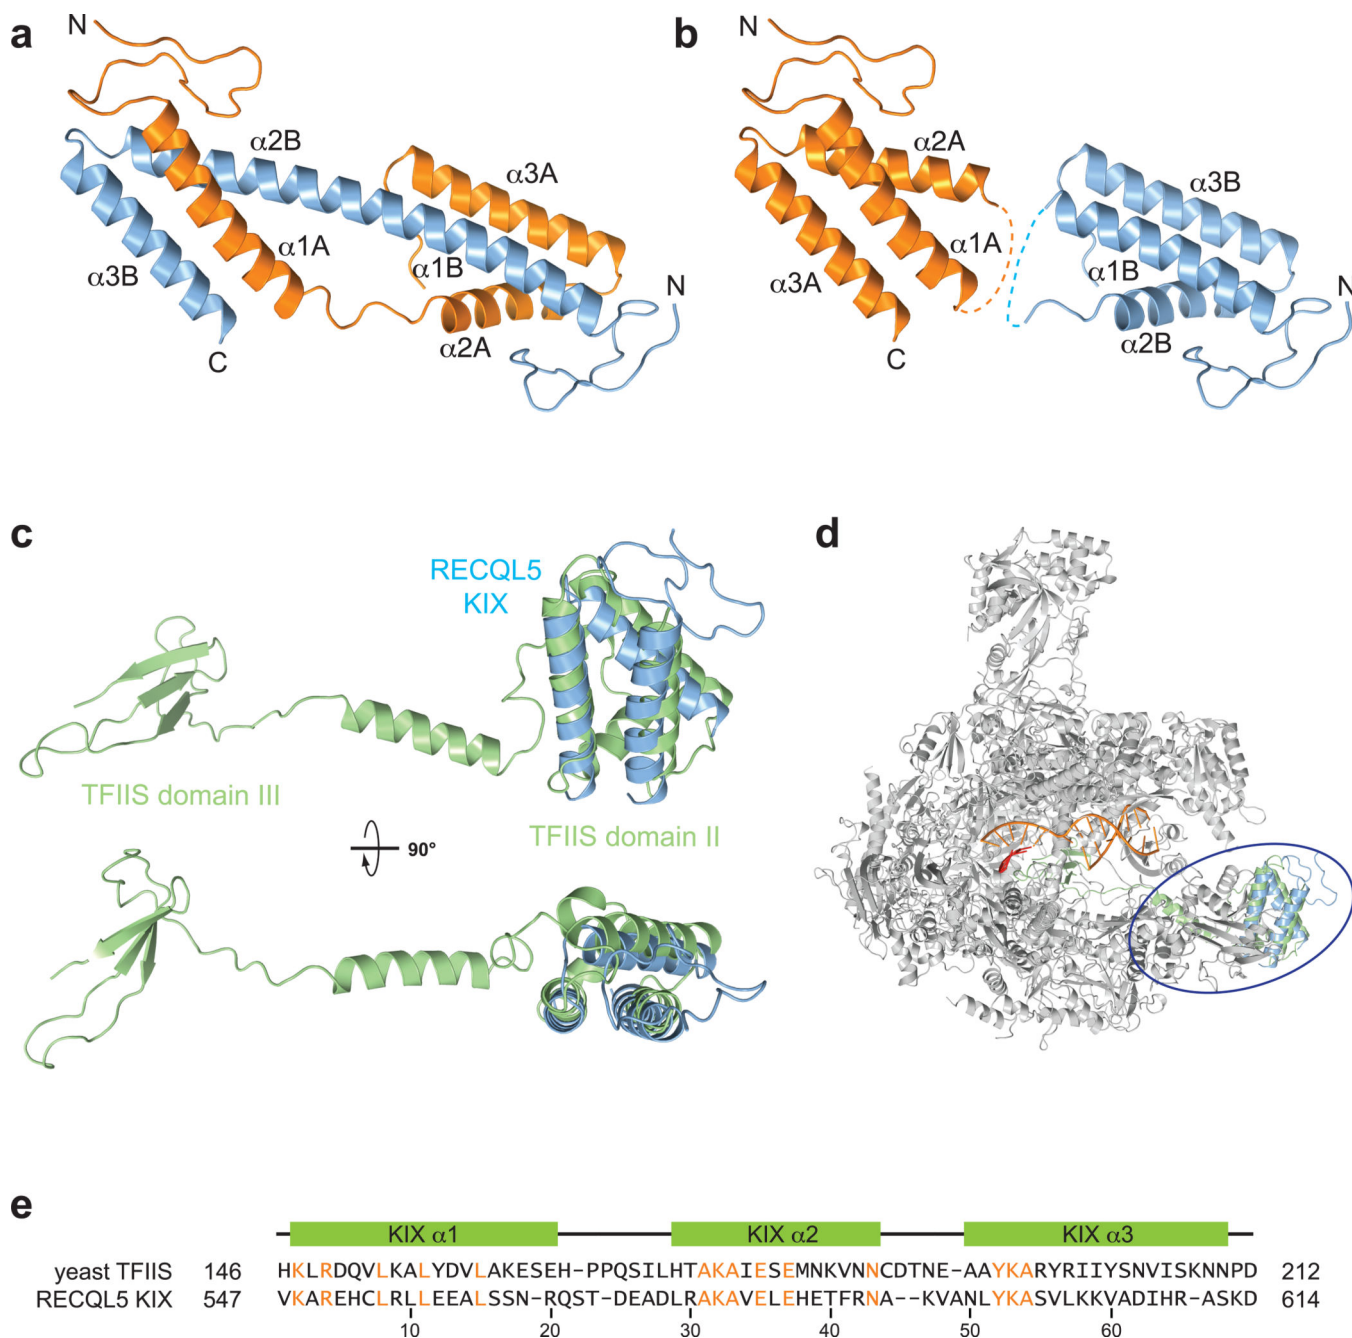 a
N
α2B
α3A
α1A
α1B
α3B
α2A
C
N
b
N
α2A
α3B
α1A
α1B
α3A
α2B
C
N
c
RECQL5
KIX
TFIIS domain III
TFIIS domain II
90°
d
e
KIX α1 KIX α2 KIX α3
yeast TFIIS 146 HKLRDQVLKALYDVLAKESEH-PPQSILHTAKAIESEMNKVNNCDTNE-AAYKARYRIIYSNVISKNNPD 212
RECQL5 KIX 547 VKAREHCLRLLEEALSSN-RQST-DEADLRAKAVELEHETFRNA--KVANLYKASVLKKVADIHR-ASKD 614
10 20 30 40 50 60